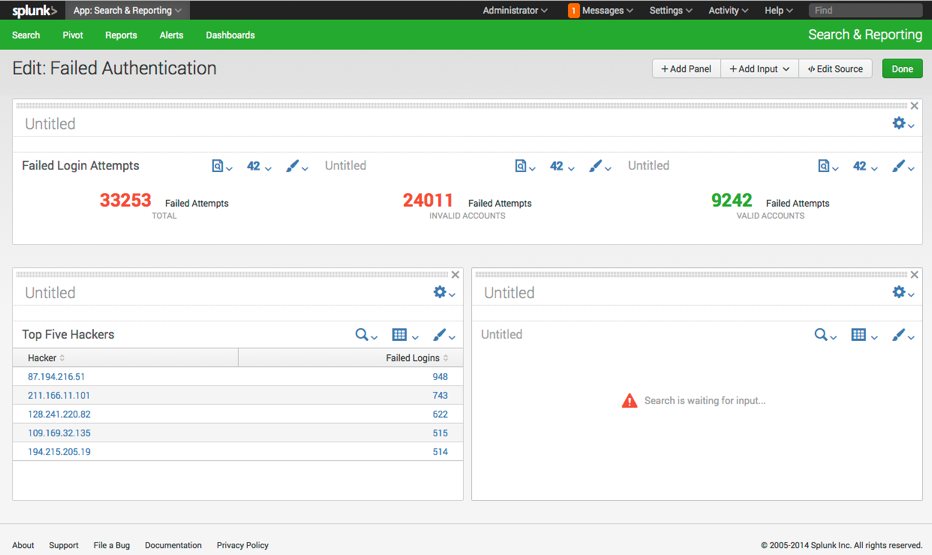 splunk> App: Search & Reporting Administrator 1 Messages Settings Activity Help Find
Search Pivot Reports Alerts Dashboards Search & Reporting
Edit: Failed Authentication + Add Panel + Add Input Edit Source Done
Untitled
Failed Login Attempts 42 Untitled 42 Untitled 42
33253 Failed Attempts 24011 Failed Attempts 9242 Failed Attempts
TOTAL INVALID ACCOUNTS VALID ACCOUNTS
Untitled Untitled
Top Five Hackers Untitled
Hacker Failed Logins
87.194.216.51 948
211.166.11.101 743
Search is waiting for input...
128.241.220.82 622
109.169.32.135 515
194.215.205.19 514
About Support File a Bug Documentation Privacy Policy © 2005-2014 Splunk Inc. All rights reserved.